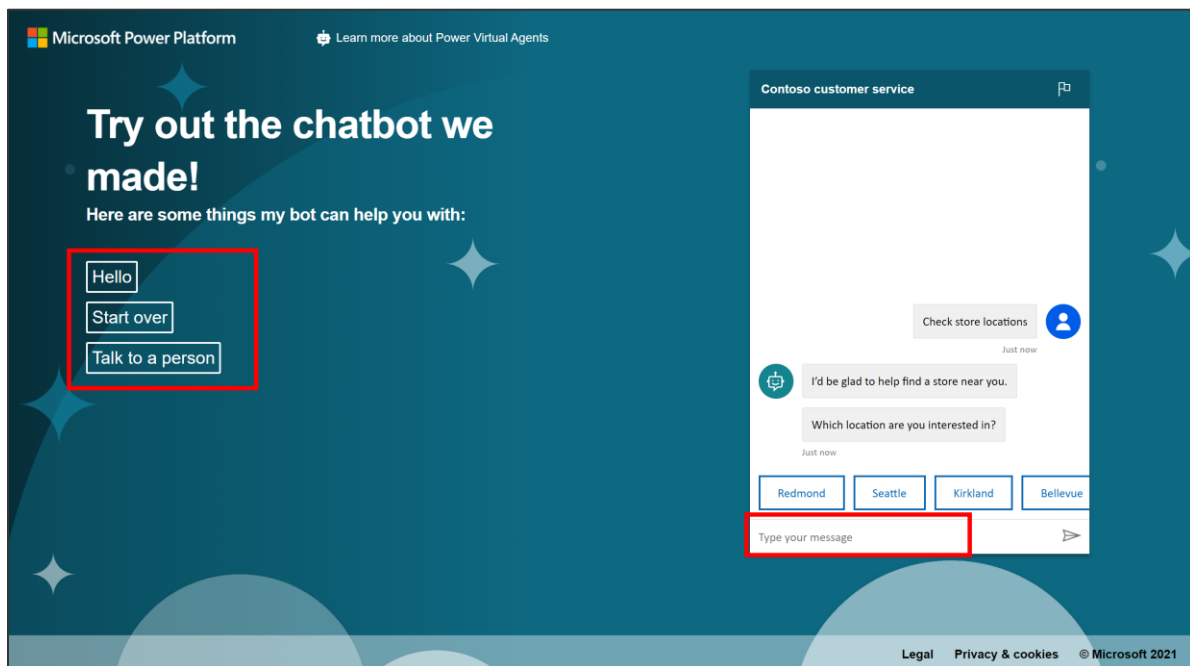 Microsoft Power Platform
Learn more about Power Virtual Agents
Try out the chatbot we
made!
Here are some things my bot can help you with:
Hello
Start over
Talk to a person
Contoso customer service
Check store locations
Just now
I'd be glad to help find a store near you.
Which location are you interested in?
Just now
Redmond
Seattle
Kirkland
Bellevue
Type your message
Legal
Privacy & cookies
© Microsoft 2021